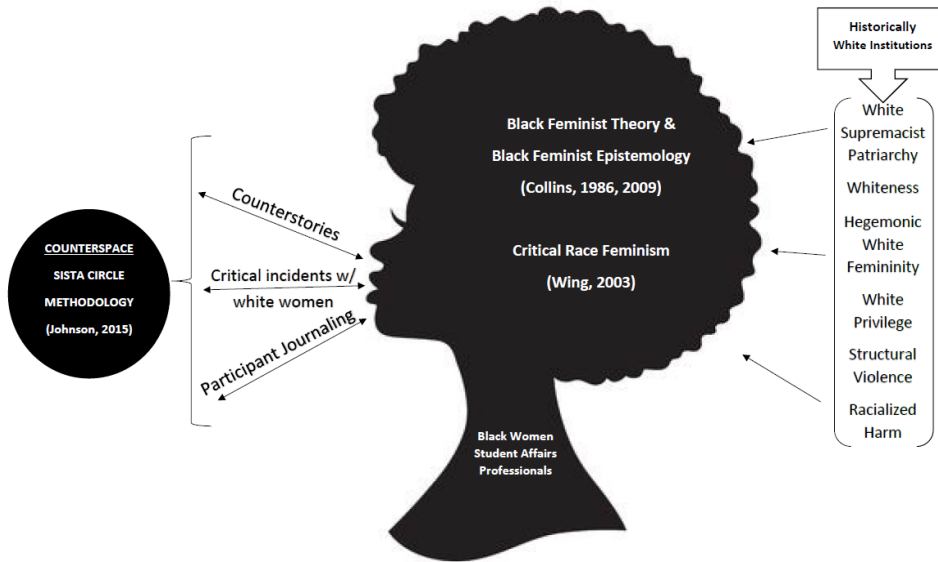 COUNTERSPACE
SISTA CIRCLE
METHODOLOGY
(Johnson, 2015)
Counterstories
Critical incidents w/
white women
Participant Journaling
Black Feminist Theory &
Black Feminist Epistemology
(Collins, 1986, 2009)
Critical Race Feminism
(Wing, 2003)
Black Women
Student Affairs
Professionals
Historically
White Institutions
White
Supremacist
Patriarchy
Whiteness
Hegemonic
White
Femininity
White
Privilege
Structural
Violence
Racialized
Harm